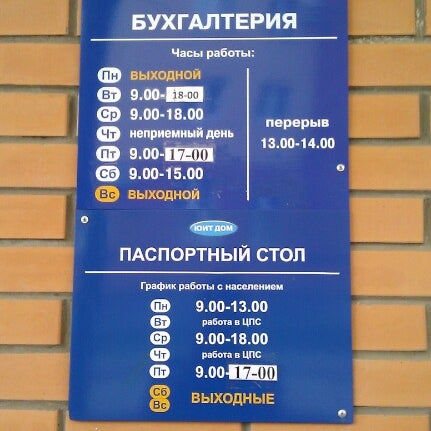 БУХГАЛТЕРИЯ
Часы работы:
Пн ВЫХОДНОЙ
Вт 9.00-18-00
Ср 9.00-18.00
Чт неприемный день
Пт 9.00-17-00
Сб 9.00-15.00
Вс ВЫХОДНОЙ
перерыв
13.00-14.00
ЮИТ ДОМ
ПАСПОРТНЫЙ СТОЛ
График работы с населением
Пн 9.00-13.00
Вт работа в ЦПС
Ср 9.00-18.00
Чт работа в ЦПС
Пт 9.00-17-00
Сб
Вс ВЫХОДНЫЕ